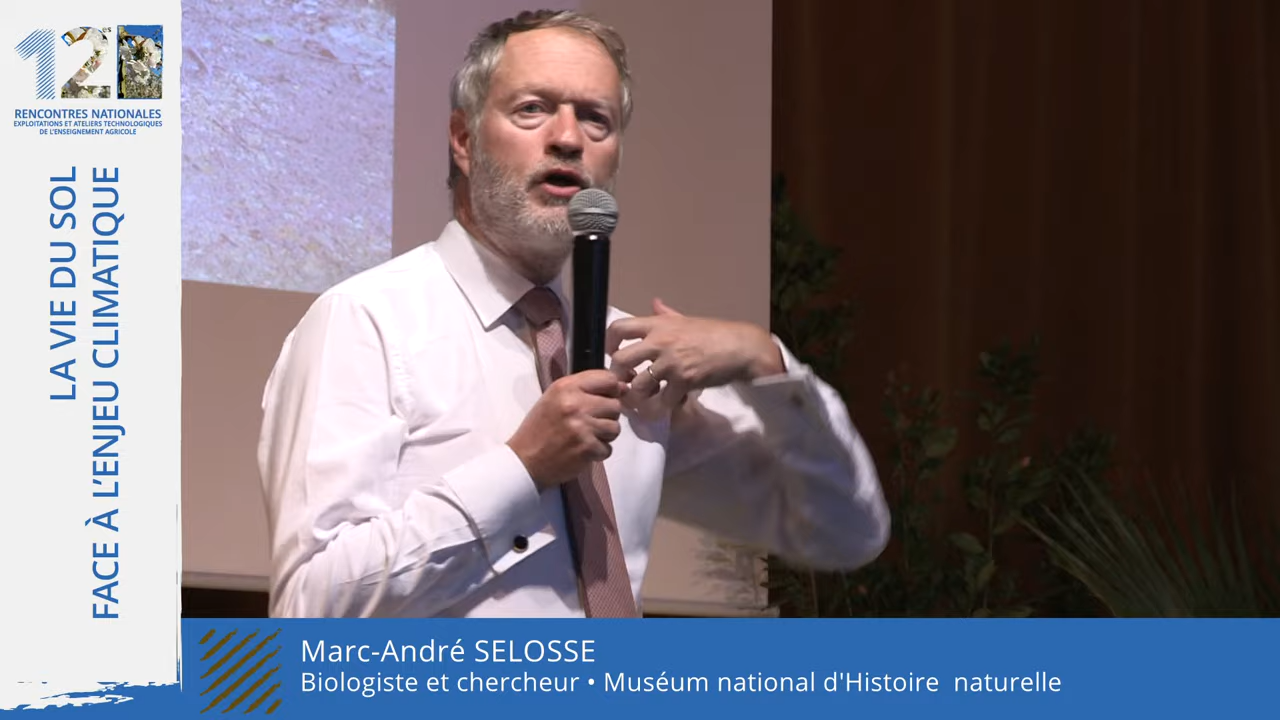 12es
RENCONTRES NATIONALES
EXPLOITATIONS ET ATELIERS TECHNOLOGIQUES
DE L'ENSEIGNEMENT AGRICOLE
LA VIE DU SOL
FACE À L'ENJEU CLIMATIQUE
Marc-André SELOSSE
Biologiste et chercheur • Muséum national d'Histoire naturelle